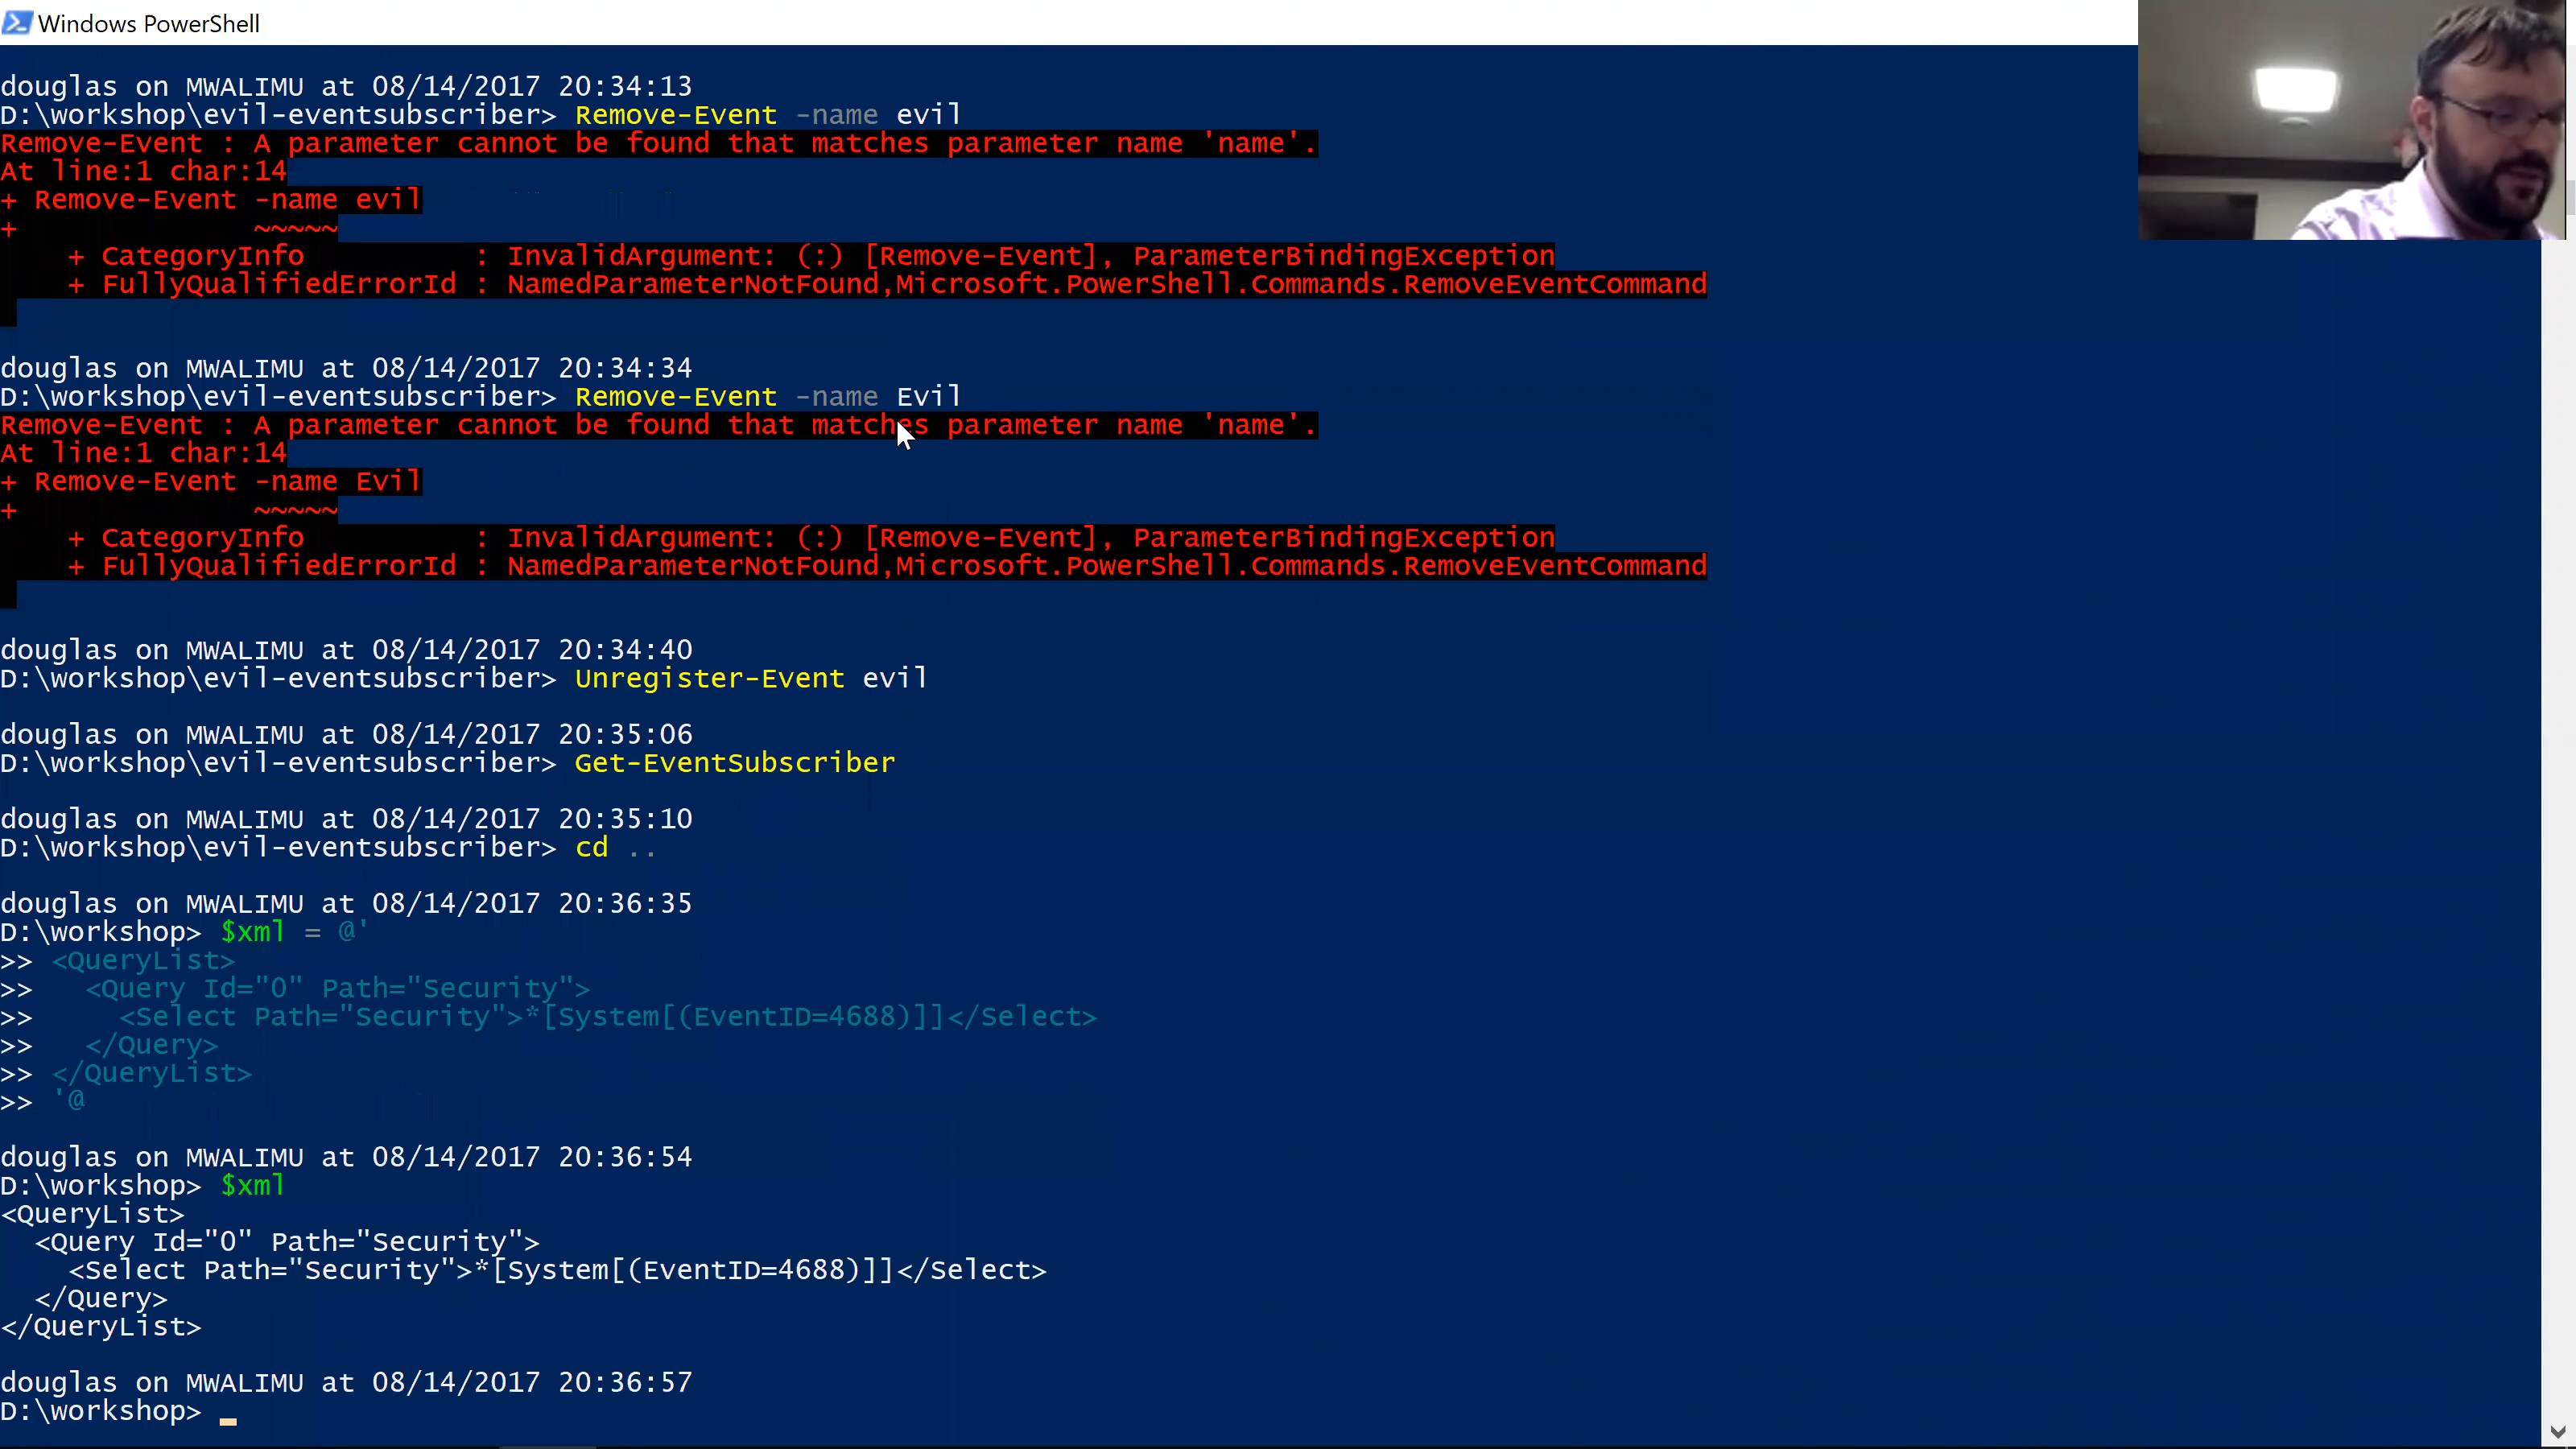 Windows PowerShell
douglas on MWALIMU at 08/14/2017 20:34:13
D:\workshop\evil-eventsubscriber> Remove-Event -name evil
Remove-Event : A parameter cannot be found that matches parameter name 'name'.
At line:1 char:14
+ Remove-Event -name evil
+              ~~~~~
    + CategoryInfo          : InvalidArgument: (:) [Remove-Event], ParameterBindingException
    + FullyQualifiedErrorId : NamedParameterNotFound,Microsoft.PowerShell.Commands.RemoveEventCommand
douglas on MWALIMU at 08/14/2017 20:34:34
D:\workshop\evil-eventsubscriber> Remove-Event -name Evil
Remove-Event : A parameter cannot be found that matches parameter name 'name'.
At line:1 char:14
+ Remove-Event -name Evil
+              ~~~~~
    + CategoryInfo          : InvalidArgument: (:) [Remove-Event], ParameterBindingException
    + FullyQualifiedErrorId : NamedParameterNotFound,Microsoft.PowerShell.Commands.RemoveEventCommand
douglas on MWALIMU at 08/14/2017 20:34:40
D:\workshop\evil-eventsubscriber> Unregister-Event evil
douglas on MWALIMU at 08/14/2017 20:35:06
D:\workshop\evil-eventsubscriber> Get-EventSubscriber
douglas on MWALIMU at 08/14/2017 20:35:10
D:\workshop\evil-eventsubscriber> cd ..
douglas on MWALIMU at 08/14/2017 20:36:35
D:\workshop> $xml = @'
>> <QueryList>
>>   <Query Id="0" Path="Security">
>>     <Select Path="Security">*[System[(EventID=4688)]]</Select>
>>   </Query>
>> </QueryList>
>> '@
douglas on MWALIMU at 08/14/2017 20:36:54
D:\workshop> $xml
<QueryList>
  <Query Id="0" Path="Security">
    <Select Path="Security">*[System[(EventID=4688)]]</Select>
  </Query>
</QueryList>
douglas on MWALIMU at 08/14/2017 20:36:57
D:\workshop>